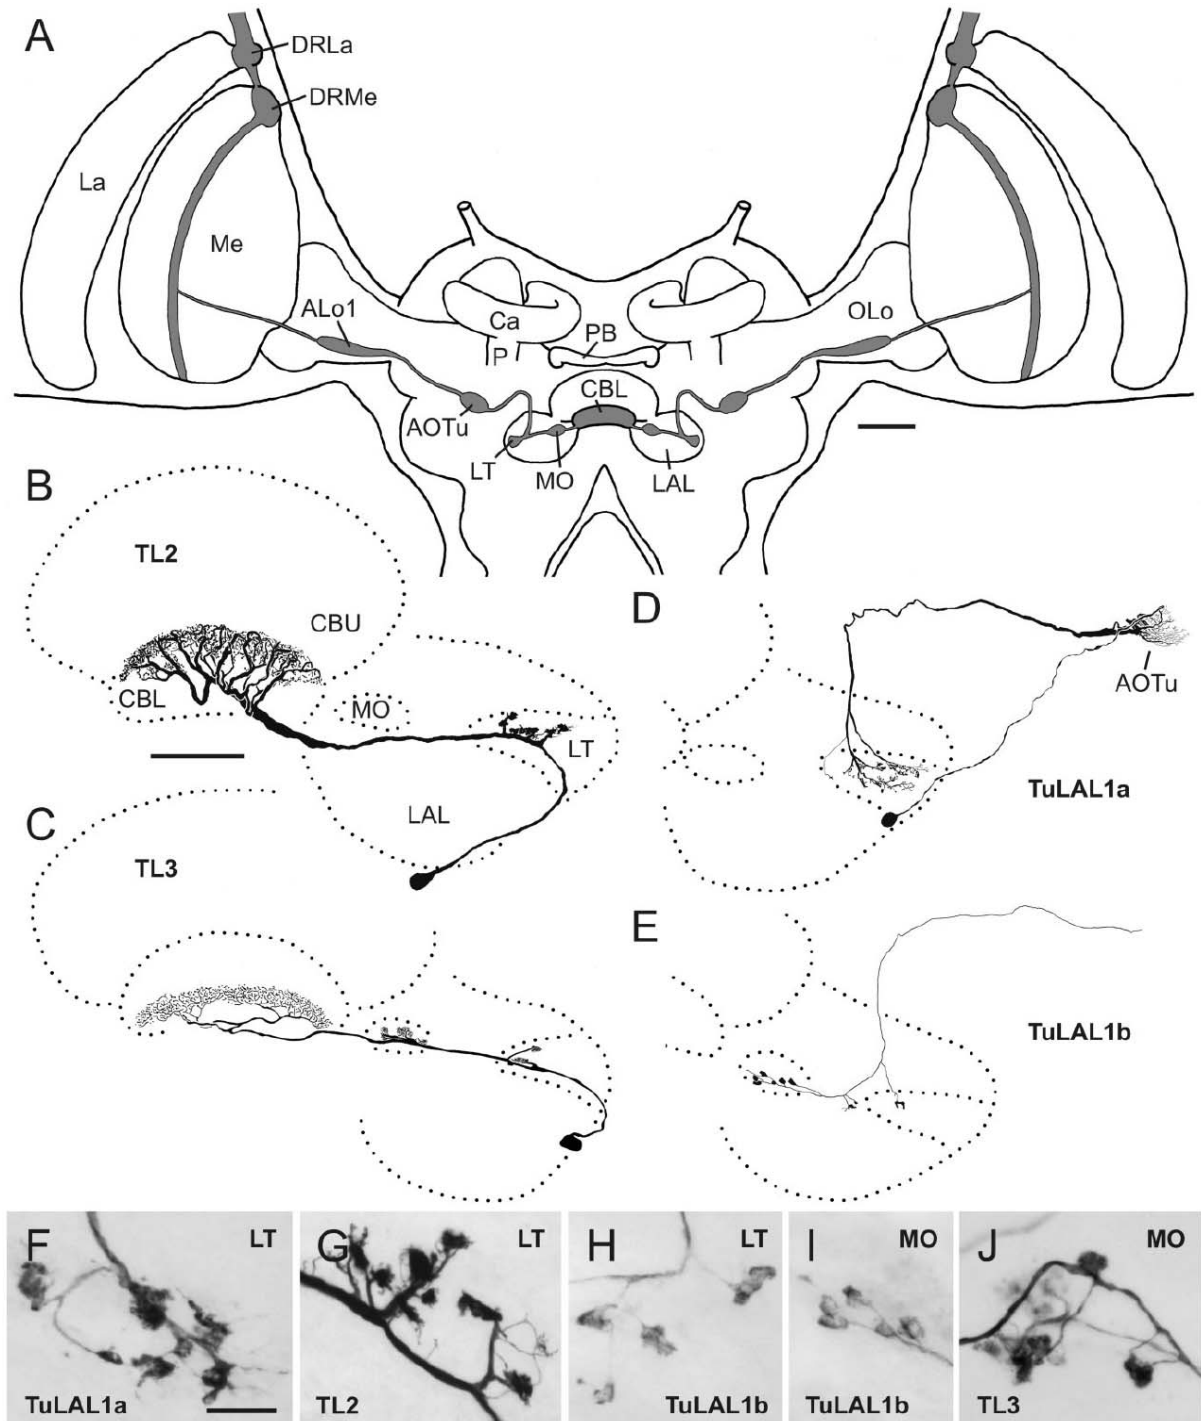 A
DRLa
DRMe
La
Me
ALo1
Ca
P
PB
OLo
CBL
AOTu
LT
MO
LAL
B
TL2
CBU
CBL
MO
LT
LAL
D
AOTu
TuLAL1a
C
TL3
E
TuLAL1b
F LT
TuLAL1a
G LT
TL2
H LT
TuLAL1b
I MO
TuLAL1b
J MO
TL3